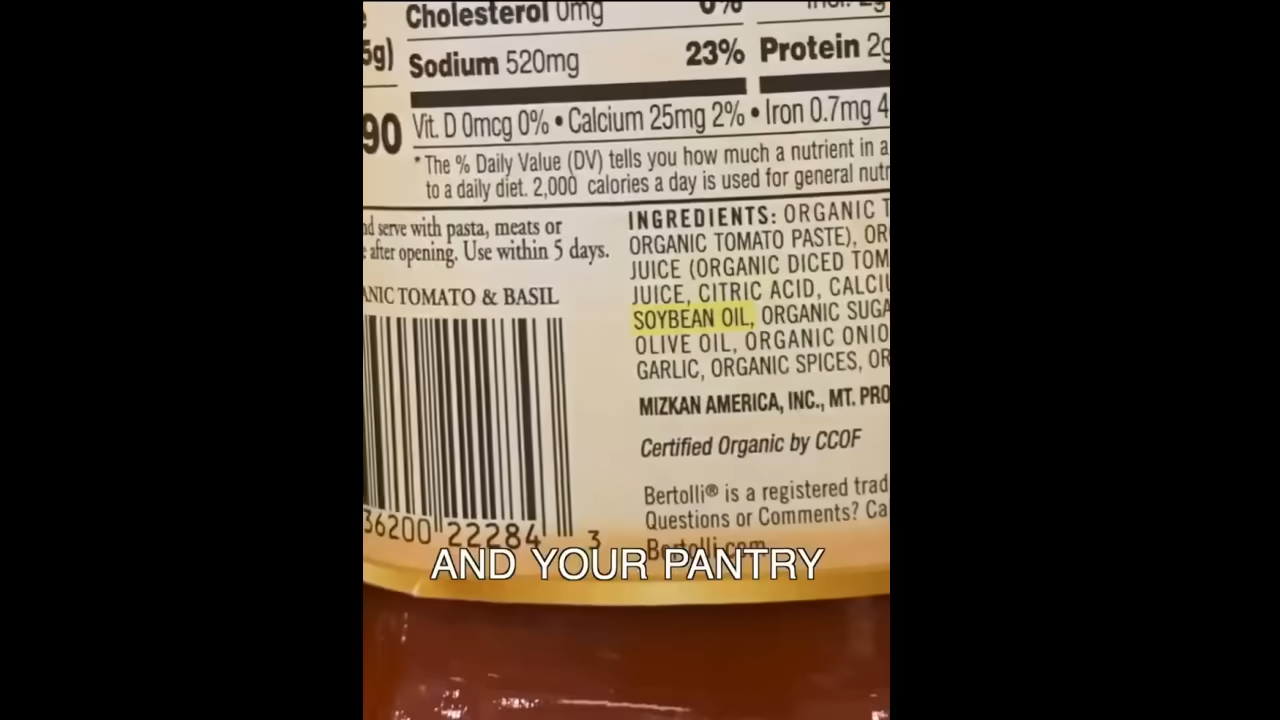 Cholesterol 0mg 0%
5g) Sodium 520mg 23% Protein 2g
90 Vit. D 0mcg 0% • Calcium 25mg 2% • Iron 0.7mg 4
*The % Daily Value (DV) tells you how much a nutrient in a
to a daily diet. 2,000 calories a day is used for general nutr
d serve with pasta, meats or
after opening. Use within 5 days.
ANIC TOMATO & BASIL
36200 22284 3
INGREDIENTS: ORGANIC T
ORGANIC TOMATO PASTE), OR
JUICE (ORGANIC DICED TOM
JUICE, CITRIC ACID, CALCIU
SOYBEAN OIL, ORGANIC SUGA
OLIVE OIL, ORGANIC ONIO
GARLIC, ORGANIC SPICES, OR
MIZKAN AMERICA, INC., MT. PRO
Certified Organic by CCOF
Bertolli® is a registered trad
Questions or Comments? Ca
Bertolli.com
AND YOUR PANTRY